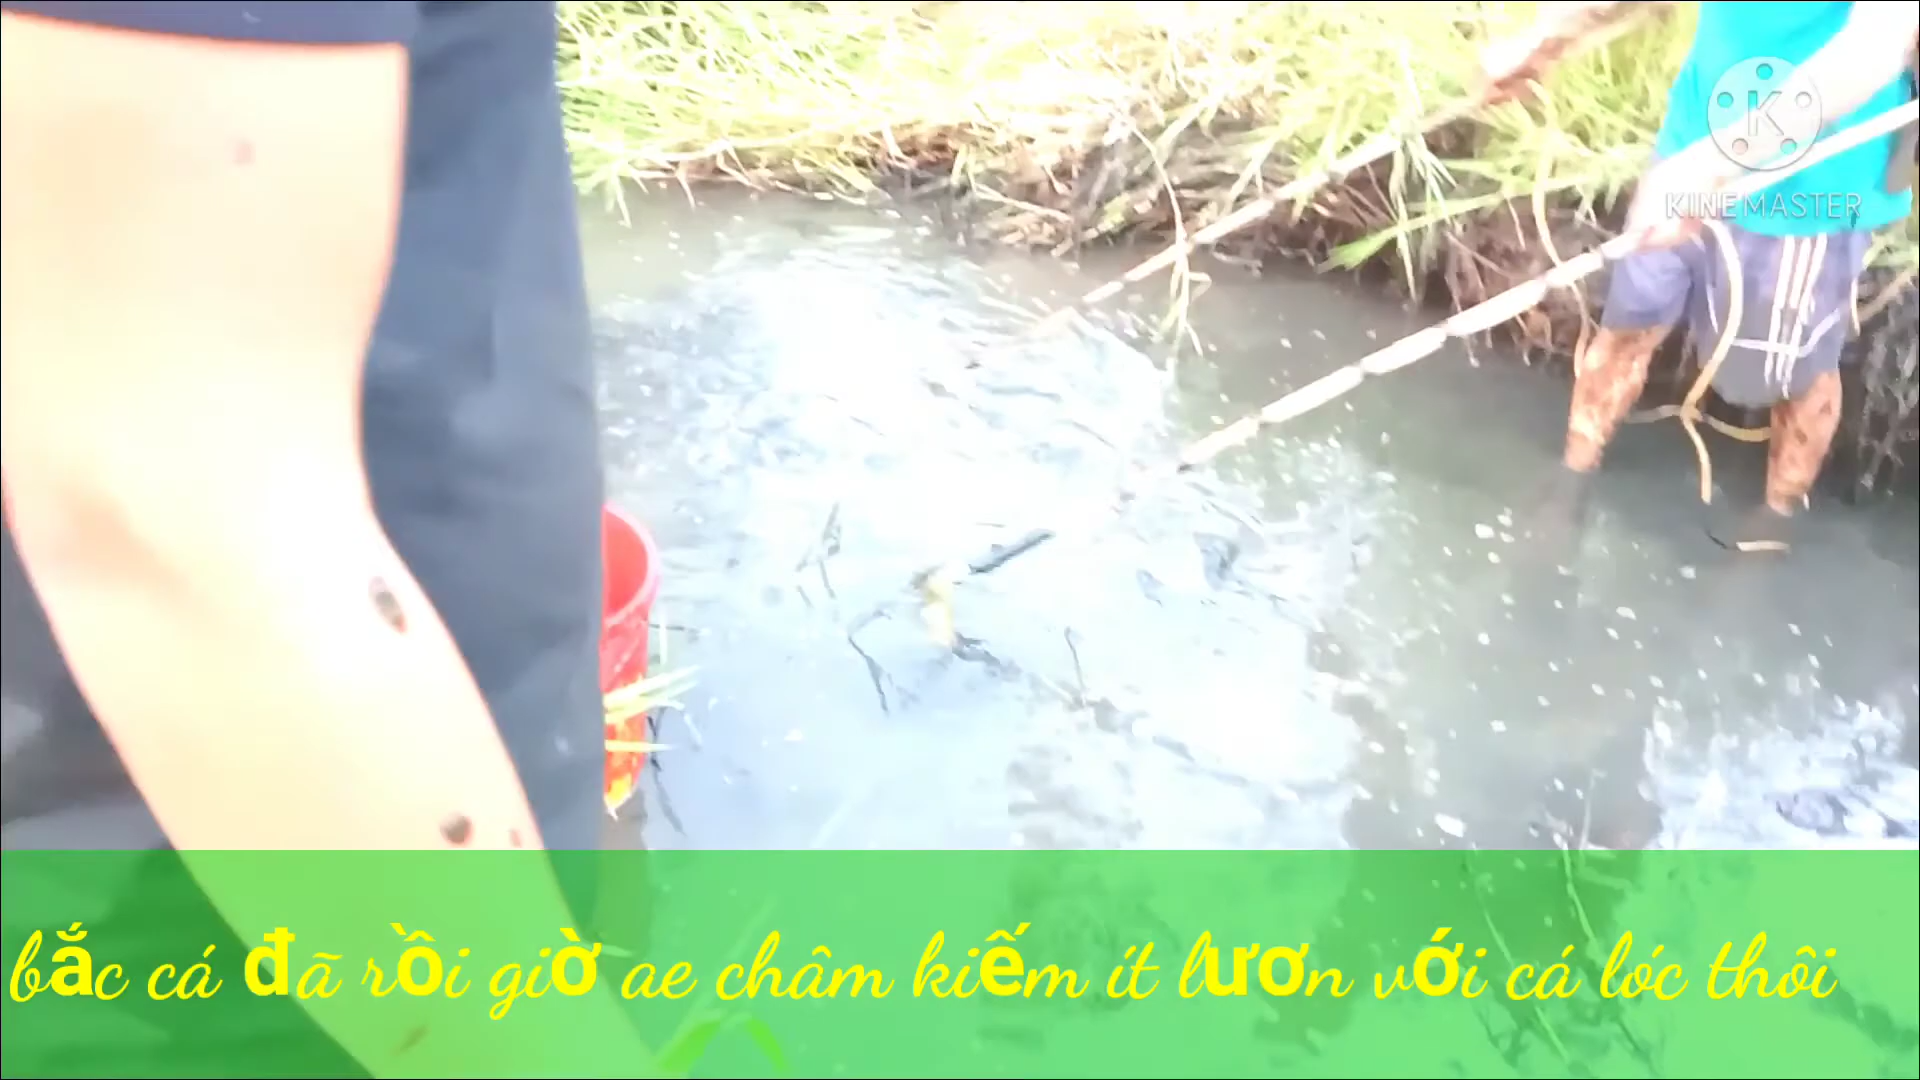 K
KINEMASTER
bắc cá đã rồi giờ ae châm kiếm ít lươn với cá lóc thôi